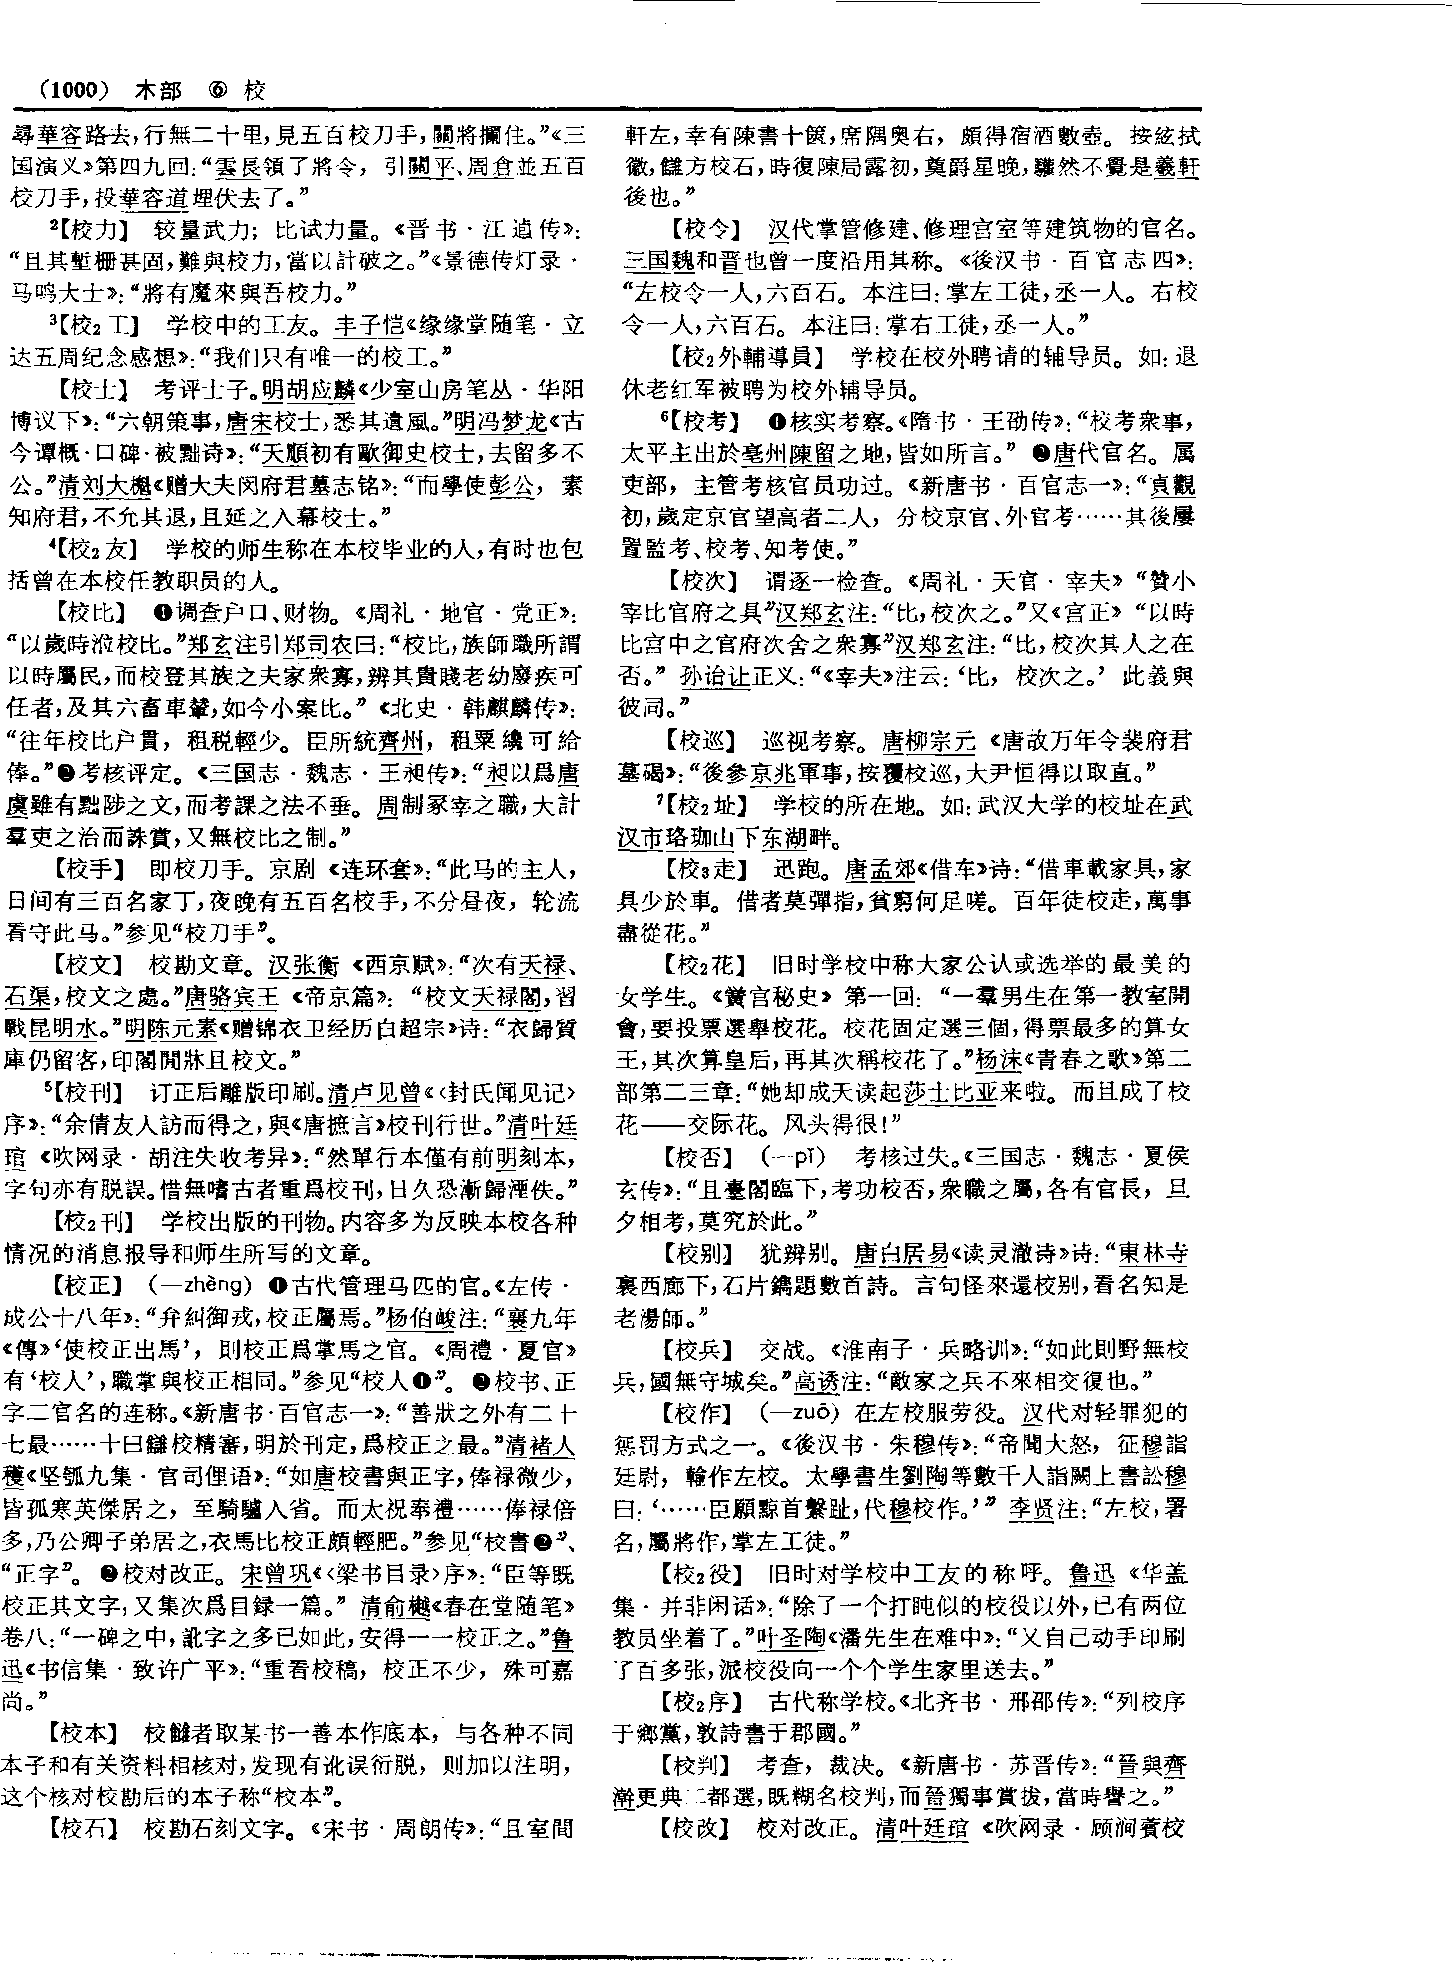 （1000） 木部 ⑥ 校
尋華容路去，行無二十里，見五百校刀手，關將攔住。”《三
国演义》第四九回：“雲長領了將令，引關平、周倉並五百
校刀手，投華容道埋伏去了。”
²【校力】 较量武力；比试力量。《晋书·江逌传》：
“且其塹栅甚固，難與校力，當以計破之。”《景德传灯录·
马鸣大士》：“將有魔來與吾校力。”
³【校₂工】 学校中的工友。丰子恺《缘缘堂随笔·立
达五周纪念感想》：“我们只有唯一的校工。”
【校士】 考评士子。明胡应麟《少室山房笔丛·华阳
博议下》：“六朝策事，唐宋校士，悉其遺風。”明冯梦龙《古
今谭概·口碑·被黜诗》：“天順初有歐御史校士，去留多不
公。”清刘大櫆《赠大夫闵府君墓志铭》：“而學使彭公，素
知府君，不允其退，且延之入幕校士。”
⁴【校₂友】 学校的师生称在本校毕业的人，有时也包
括曾在本校任教职员的人。
【校比】 ❶调查户口、财物。《周礼·地官·党正》：
“以歲時涖校比。”郑玄注引郑司农曰：“校比，族師職所謂
以時屬民，而校登其族之夫家衆寡，辨其貴賤老幼廢疾可
任者，及其六畜車輦，如今小案比。”《北史·韩麒麟传》：
“往年校比户貫，租税輕少。臣所統齊州，租粟纔可給
俸。”❷考核评定。《三国志·魏志·王昶传》：“昶以爲唐
虞雖有黜陟之文，而考課之法不垂。周制冢宰之職，大計
羣吏之治而誅賞，又無校比之制。”
【校手】 即校刀手。京剧《连环套》：“此马的主人，
日间有三百名家丁，夜晚有五百名校手，不分昼夜，轮流
看守此马。”参见“校刀手”。
【校文】 校勘文章。汉张衡《西京赋》：“次有天禄、
石渠，校文之處。”唐骆宾王《帝京篇》：“校文天禄閣，習
戰昆明水。”明陈元素《赠锦衣卫经历白超宗》诗：“衣歸質
庫仍留客，印閣閒牀且校文。”
⁵【校刊】 订正后雕版印刷。清卢见曾《〈封氏闻见记〉
序》：“余倩友人訪而得之，與《唐摭言》校刊行世。”清叶廷
琯《吹网录·胡注失收考异》：“然單行本僅有前明刻本，
字句亦有脱誤。惜無嗜古者重爲校刊，日久恐漸歸湮佚。”
【校₂刊】 学校出版的刊物。内容多为反映本校各种
情况的消息报导和师生所写的文章。
【校正】 （—zhèng）❶古代管理马匹的官。《左传·
成公十八年》：“弁糾御戎，校正屬焉。”杨伯峻注：“襄九年
《傳》‘使校正出馬’，則校正爲掌馬之官。《周禮·夏官》
有‘校人’，職掌與校正相同。”参见“校人❶”。❷校书、正
字二官名的连称。《新唐书·百官志一》：“善狀之外有二十
七最……十曰讎校精審，明於刊定，爲校正之最。”清褚人
穫《坚瓠九集·官司俚语》：“如唐校書與正字，俸禄微少，
皆孤寒英傑居之，至騎驢入省。而太祝奉禮……俸禄倍
多，乃公卿子弟居之，衣馬比校正頗輕肥。”参见“校書❷”、
“正字”。❸校对改正。宋曾巩《〈梁书目录〉序》：“臣等既
校正其文字，又集次爲目録一篇。”清俞樾《春在堂随笔》
卷八：“一碑之中，訛字之多已如此，安得一一校正之。”鲁
迅《书信集·致许广平》：“重看校稿，校正不少，殊可嘉
尚。”
【校本】 校雠者取某书一善本作底本，与各种不同
本子和有关资料相核对，发现有讹误衍脱，则加以注明，
这个核对校勘后的本子称“校本”。
【校石】 校勘石刻文字。《宋书·周朗传》：“且室間
軒左，幸有陳書十篋，席隅奥右，頗得宿酒數壺。按絃拭
徽，讎方校石，時復陳局露初，奠爵星晚，驩然不覺是羲軒
後也。”
【校令】 汉代掌管修建、修理宫室等建筑物的官名。
三国魏和晋也曾一度沿用其称。《後汉书·百官志四》：
“左校令一人，六百石。本注曰：掌左工徒，丞一人。右校
令一人，六百石。本注曰：掌右工徒，丞一人。”
【校₂外輔導員】 学校在校外聘请的辅导员。如：退
休老红军被聘为校外辅导员。
⁶【校考】 ❶核实考察。《隋书·王劭传》：“校考衆事，
太平主出於亳州陳留之地，皆如所言。”❷唐代官名。属
吏部，主管考核官员功过。《新唐书·百官志一》：“貞觀
初，歲定京官望高者二人，分校京官、外官考……其後屢
置監考、校考、知考使。”
【校次】 谓逐一检查。《周礼·天官·宰夫》“贊小
宰比官府之具”汉郑玄注：“比，校次之。”又《宫正》“以時
比宫中之官府次舍之衆寡”汉郑玄注：“比，校次其人之在
否。”孙诒让正义：“《宰夫》注云：‘比，校次之。’此義與
彼同。”
【校巡】 巡视考察。唐柳宗元《唐故万年令裴府君
墓碣》：“後參京兆軍事，按覆校巡，大尹恒得以取直。”
⁷【校₂址】 学校的所在地。如：武汉大学的校址在武
汉市珞珈山下东湖畔。
【校₃走】 迅跑。唐孟郊《借车》诗：“借車載家具，家
具少於車。借者莫彈指，貧窮何足嗟。百年徒校走，萬事
盡從花。”
【校₂花】 旧时学校中称大家公认或选举的最美的
女学生。《黉宫秘史》第一回：“一羣男生在第一教室開
會，要投票選舉校花。校花固定選三個，得票最多的算女
王，其次算皇后，再其次稱校花了。”杨沫《青春之歌》第二
部第二三章：“她却成天读起莎士比亚来啦。而且成了校
花——交际花。风头得很！”
【校否】 （—pǐ） 考核过失。《三国志·魏志·夏侯
玄传》：“且臺閣臨下，考功校否，衆職之屬，各有官長，旦
夕相考，莫究於此。”
【校别】 犹辨别。唐白居易《读灵澈诗》诗：“東林寺
裏西廊下，石片鐫題數首詩。言句怪來還校别，看名知是
老湯師。”
【校兵】 交战。《淮南子·兵略训》：“如此則野無校
兵，國無守城矣。”高诱注：“敵家之兵不來相交復也。”
【校作】 （—zuō）在左校服劳役。汉代对轻罪犯的
惩罚方式之一。《後汉书·朱穆传》：“帝聞大怒，征穆詣
廷尉，輸作左校。太學書生劉陶等數千人詣闕上書訟穆
曰：‘……臣願黥首繫趾，代穆校作。’”李贤注：“左校，署
名，屬將作，掌左工徒。”
【校₂役】 旧时对学校中工友的称呼。鲁迅《华盖
集·并非闲话》：“除了一个打盹似的校役以外，已有两位
教员坐着了。”叶圣陶《潘先生在难中》：“又自己动手印刷
了百多张，派校役向一个个学生家里送去。”
【校₂序】 古代称学校。《北齐书·邢邵传》：“列校序
于鄉黨，敦詩書于郡國。”
【校判】 考查，裁决。《新唐书·苏晋传》：“晉與齊
澣更典二都選，既糊名校判，而晉獨事賞拔，當時譽之。”
【校改】 校对改正。清叶廷琯《吹网录·顾涧薲校